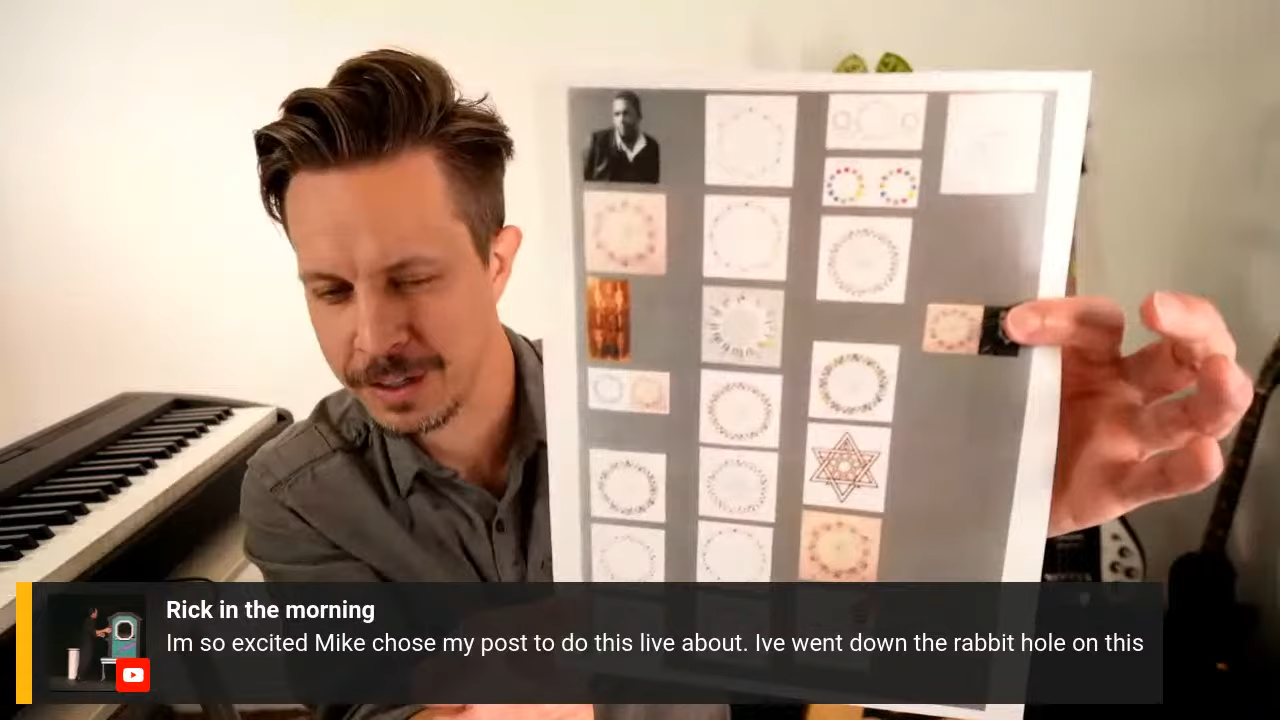 Rick in the morning
Im so excited Mike chose my post to do this live about. Ive went down the rabbit hole on this